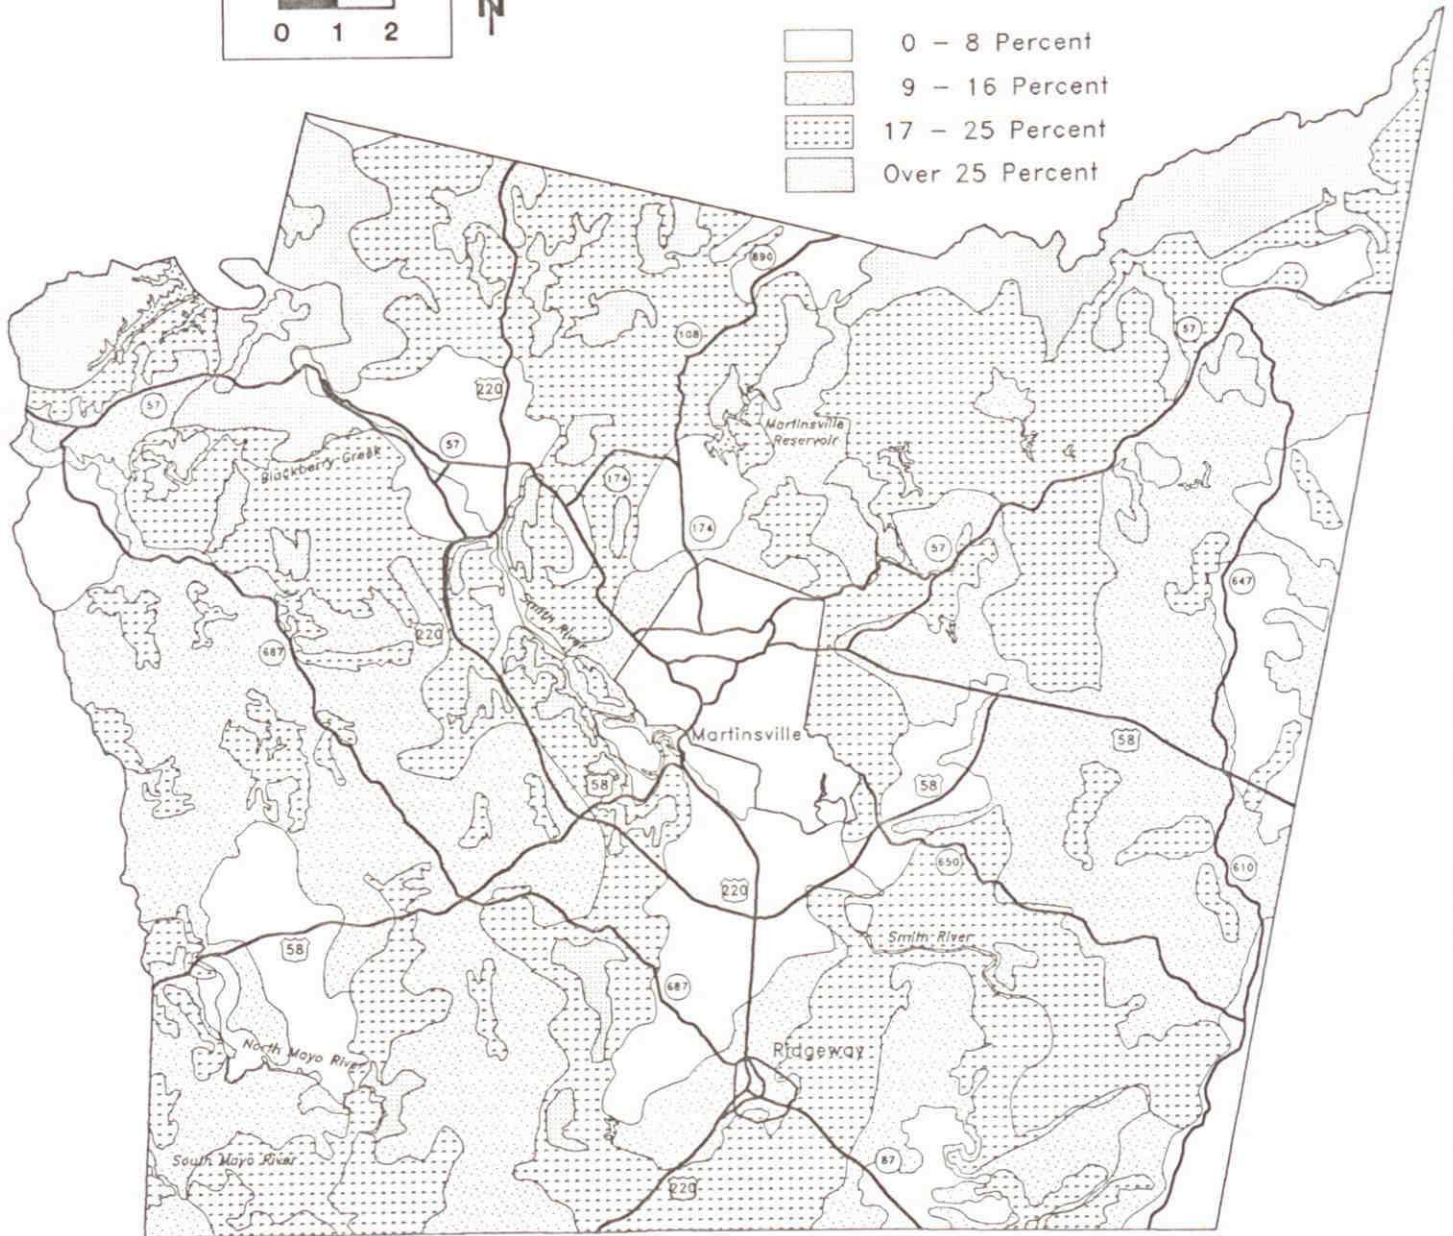 N
0 1 2
0 - 8 Percent
9 - 16 Percent
17 - 25 Percent
Over 25 Percent
890
108
57
220
57
57
Martinsville
Reservoir
Blackberry Creek
174
174
57
647
Smith River
220
687
Martinsville
58
58
58
650
610
220
58
Smith River
687
North Mayo River
Ridgeway
South Mayo River
87
220